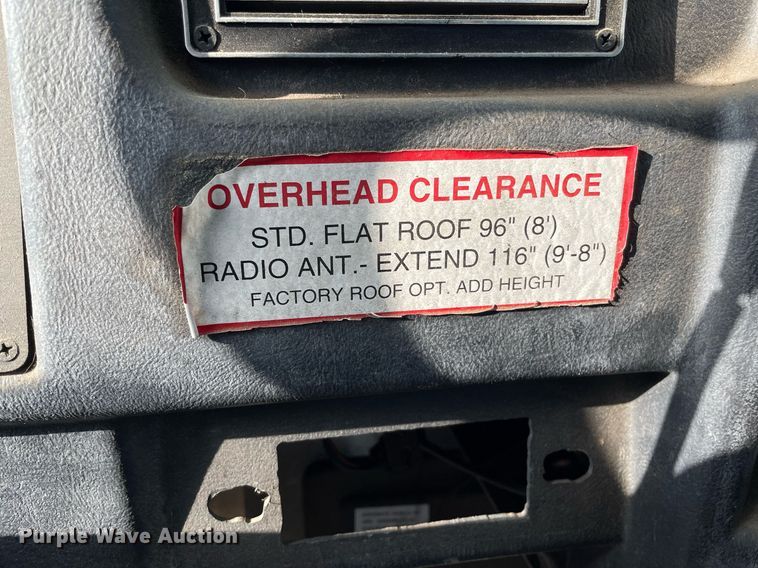 OVERHEAD CLEARANCE
STD. FLAT ROOF 96" (8')
RADIO ANT.- EXTEND 116" (9'-8")
FACTORY ROOF OPT. ADD HEIGHT
Purple Wave Auction